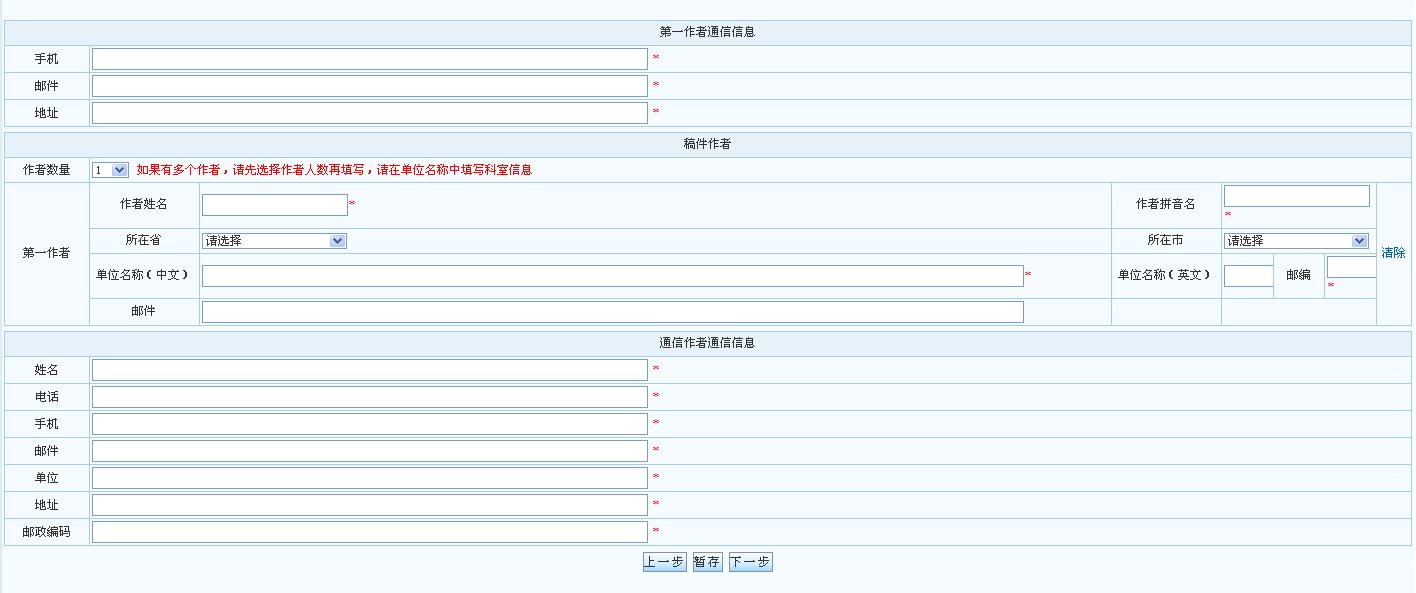 第一作者通信信息
手机 *
邮件 *
地址 *
稿件作者
作者数量 1 如果有多个作者，请先选择作者人数再填写，请在单位名称中填写科室信息
第一作者
作者姓名 * 作者拼音名 *
所在省 请选择 所在市 请选择
清除
单位名称（中文） * 单位名称（英文） 邮编 *
邮件
通信作者通信信息
姓名 *
电话 *
手机 *
邮件 *
单位 *
地址 *
邮政编码 *
上一步 暂存 下一步